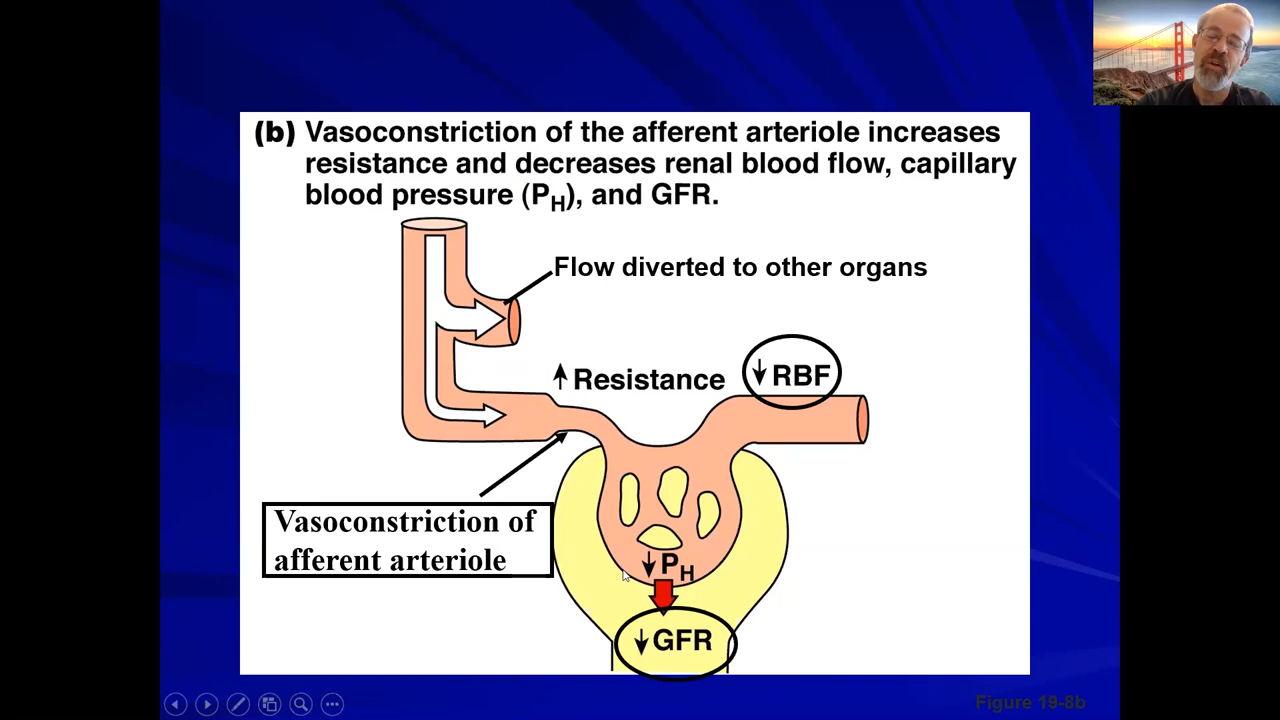 (b) Vasoconstriction of the afferent arteriole increases
resistance and decreases renal blood flow, capillary
blood pressure (PH), and GFR.
Flow diverted to other organs
↑ Resistance
↓ RBF
Vasoconstriction of
afferent arteriole
↓ PH
↓ GFR
Figure 19-8b